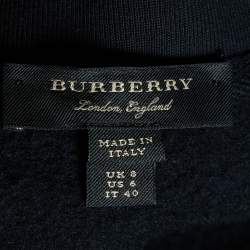 BURBERRY
London, England
MADE IN
ITALY
UK 8
US 6
IT 40